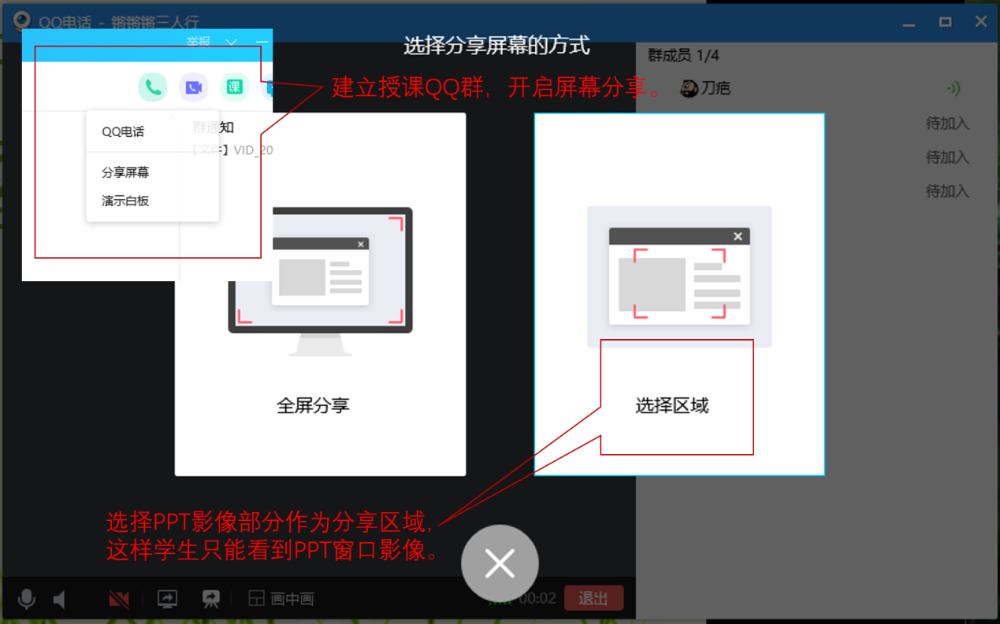 QQ电话 - 锵锵锵三人行
举报
选择分享屏幕的方式
群成员 1/4
课
建立授课QQ群，开启屏幕分享。
刀疤
QQ电话
群通知
【文件】VID_20
待加入
分享屏幕
待加入
演示白板
待加入
全屏分享
选择区域
选择PPT影像部分作为分享区域，
这样学生只能看到PPT窗口影像。
画中画
00:02
退出